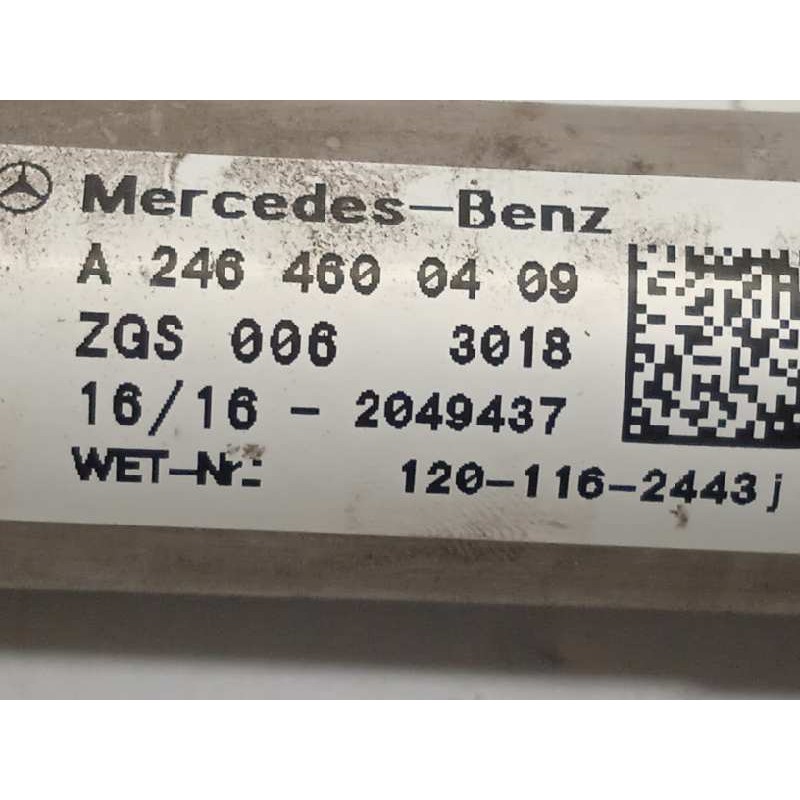 Mercedes-Benz
A 246 460 04 09
ZGS 006 3018
16/16 - 2049437
WET-Nr.: 120-116-2443j